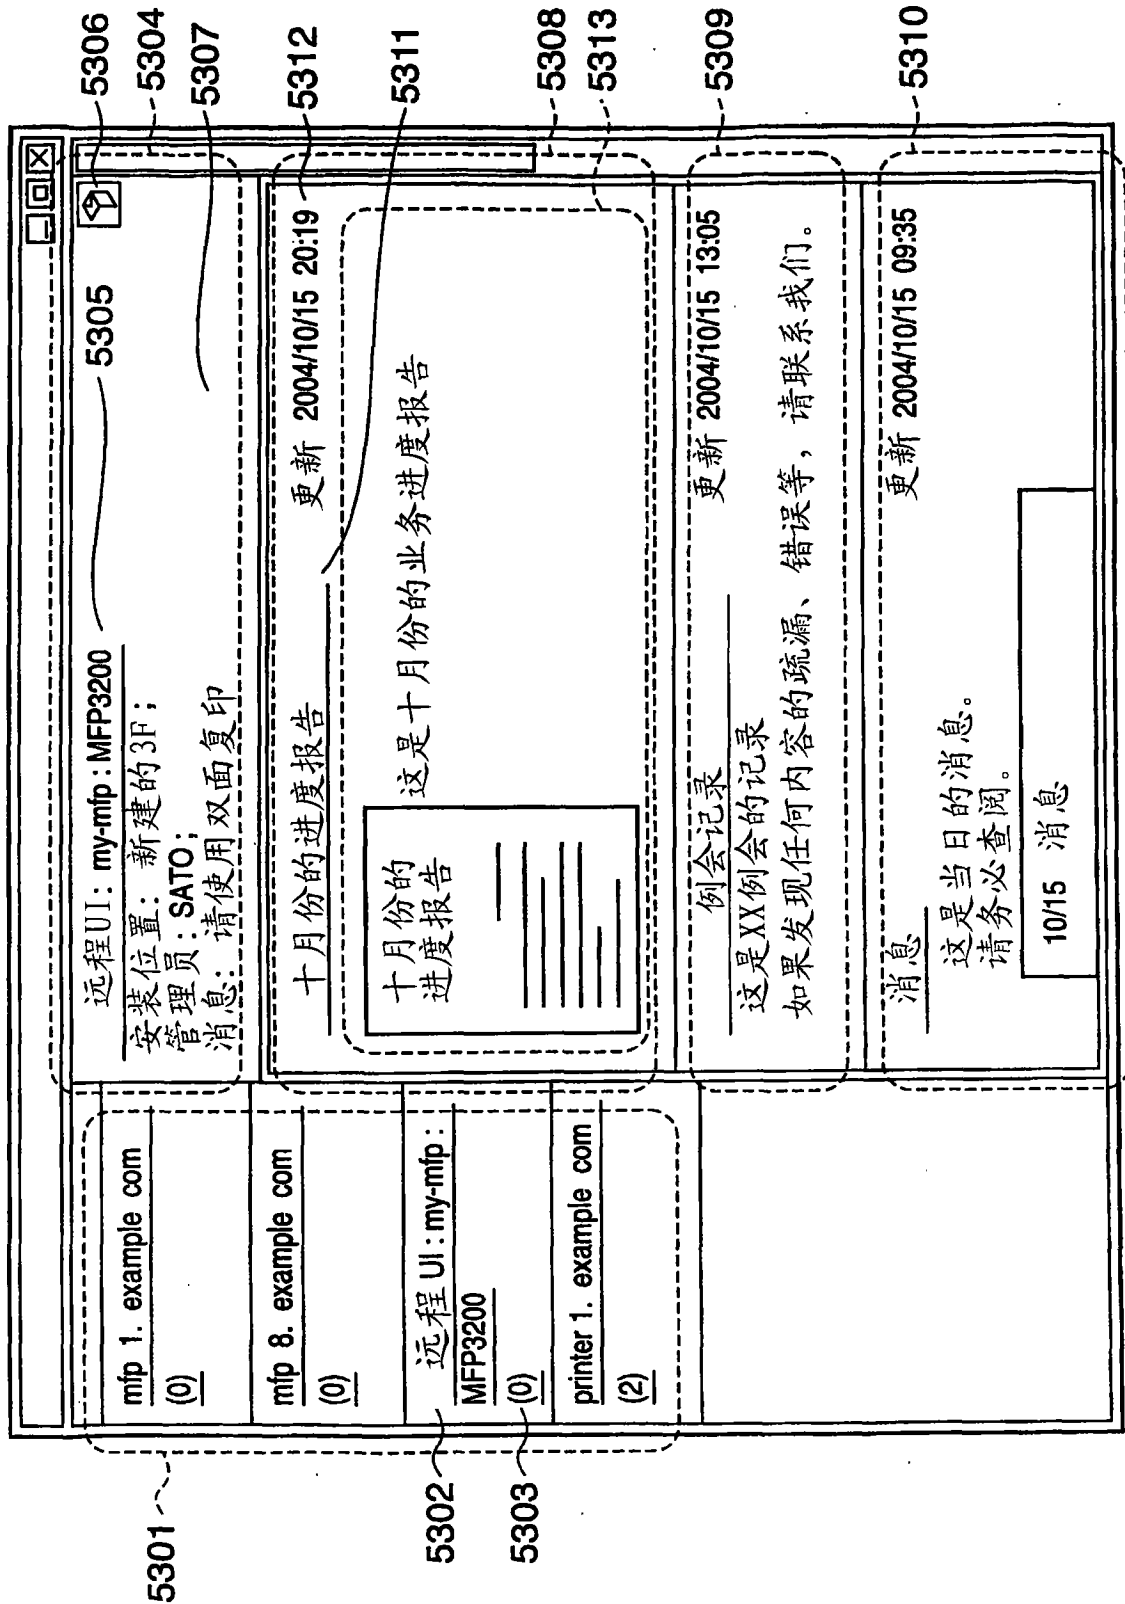 5306
5304
5307
5312
5311
5308
5313
5309
5310
5305
远程UI: my-mfp:MFP3200
安装位置：新建的3F；
管理员：SATO；
消息：请使用双面复印
十月份的进度报告 更新 2004/10/15 20:19
十月份的
进度报告
这是十月份的业务进度报告
例会记录 更新 2004/10/15 13:05
这是XX例会的记录
如果发现任何内容的疏漏、错误等，请联系我们。
消息 更新 2004/10/15 09:35
这是当日的消息。
请务必查阅。
10/15 消息
mfp 1. example com
(0)
mfp 8. example com
(0)
远程 UI:my-mfp:
MFP3200
(0)
printer 1. example com
(2)
5301
5302
5303